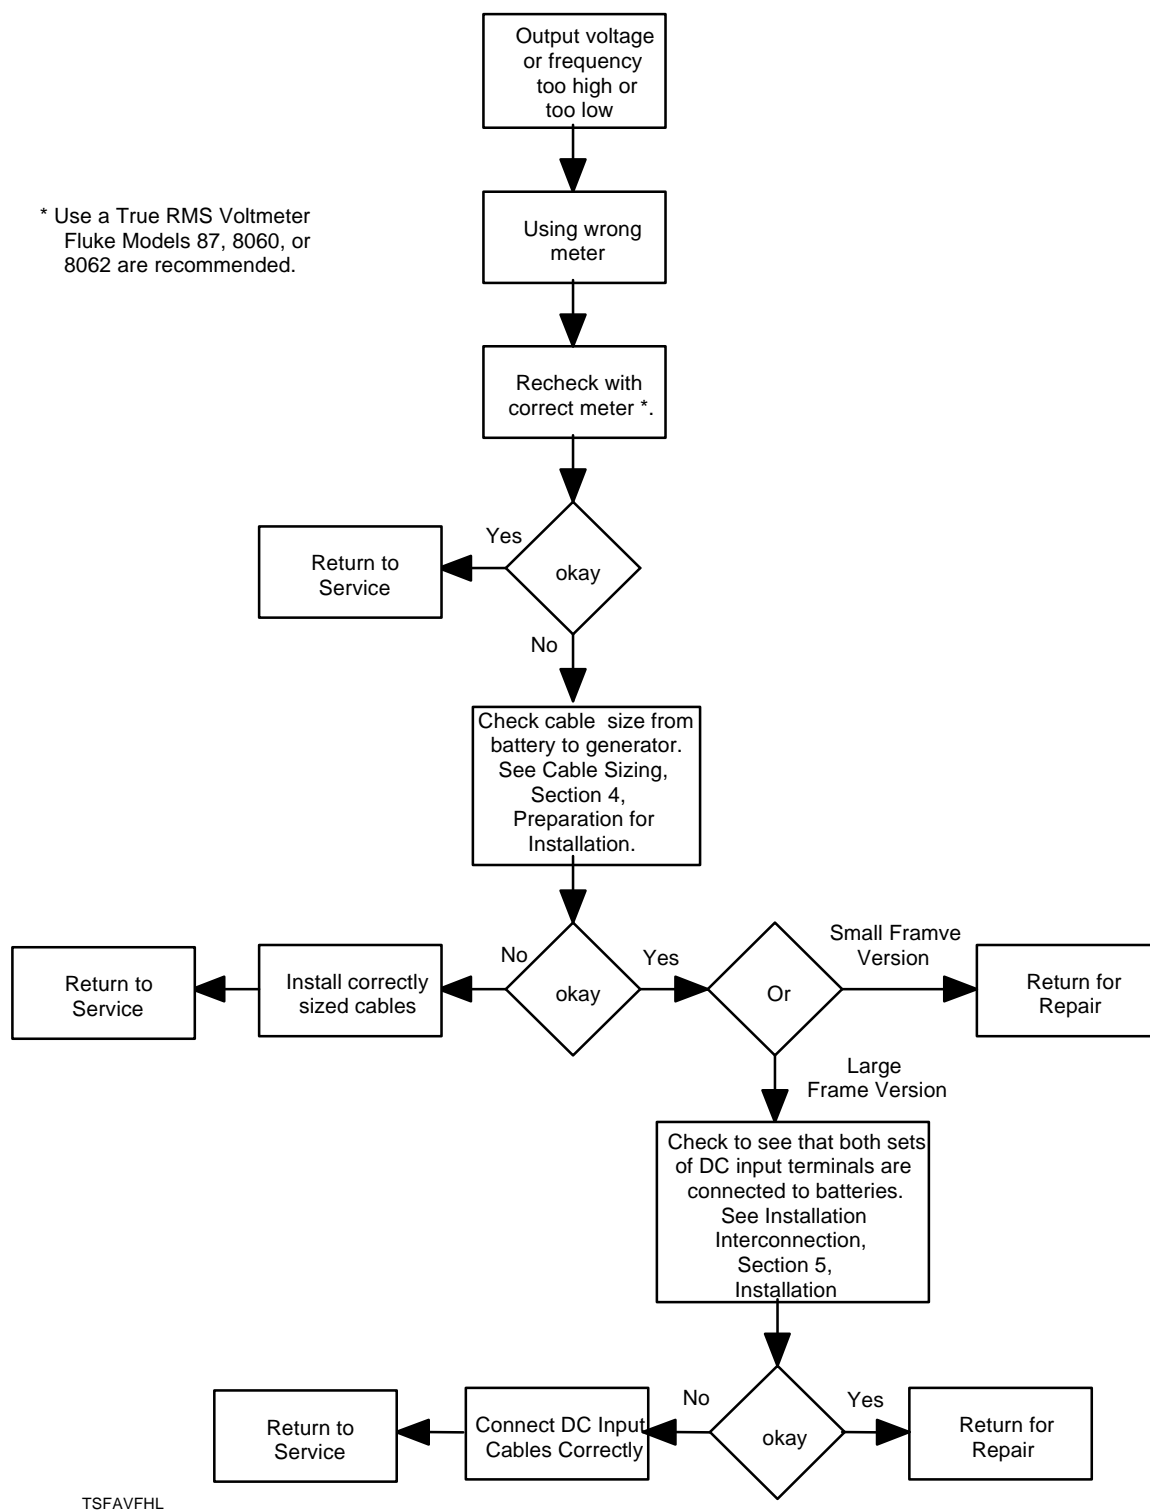 Output voltage
or frequency
too high or
too low
* Use a True RMS Voltmeter
Fluke Models 87, 8060, or
8062 are recommended.
Using wrong
meter
Recheck with
correct meter *.
Yes
Return to
Service
okay
No
Check cable size from
battery to generator.
See Cable Sizing,
Section 4,
Preparation for
Installation.
Return to
Service
Install correctly
sized cables
No
okay
Yes
Or
Small Framve
Version
Return for
Repair
Large
Frame Version
Check to see that both sets
of DC input terminals are
connected to batteries.
See Installation
Interconnection,
Section 5,
Installation
Return to
Service
Connect DC Input
Cables Correctly
No
okay
Yes
Return for
Repair
TSFAVFHL